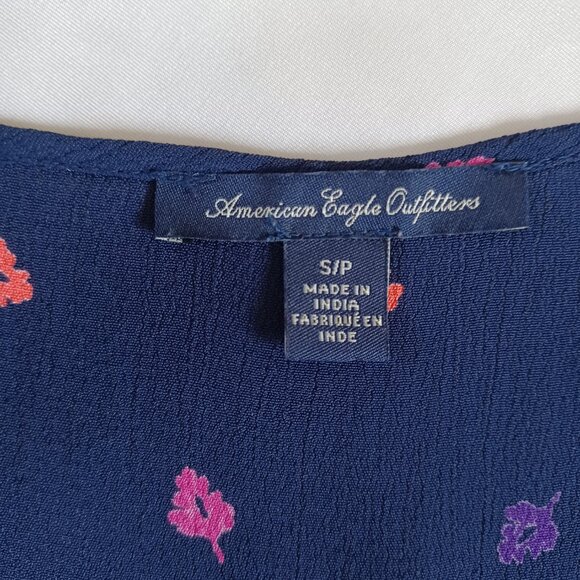 American Eagle Outfitters
S/P
MADE IN
INDIA
FABRIQUÉ EN
INDE